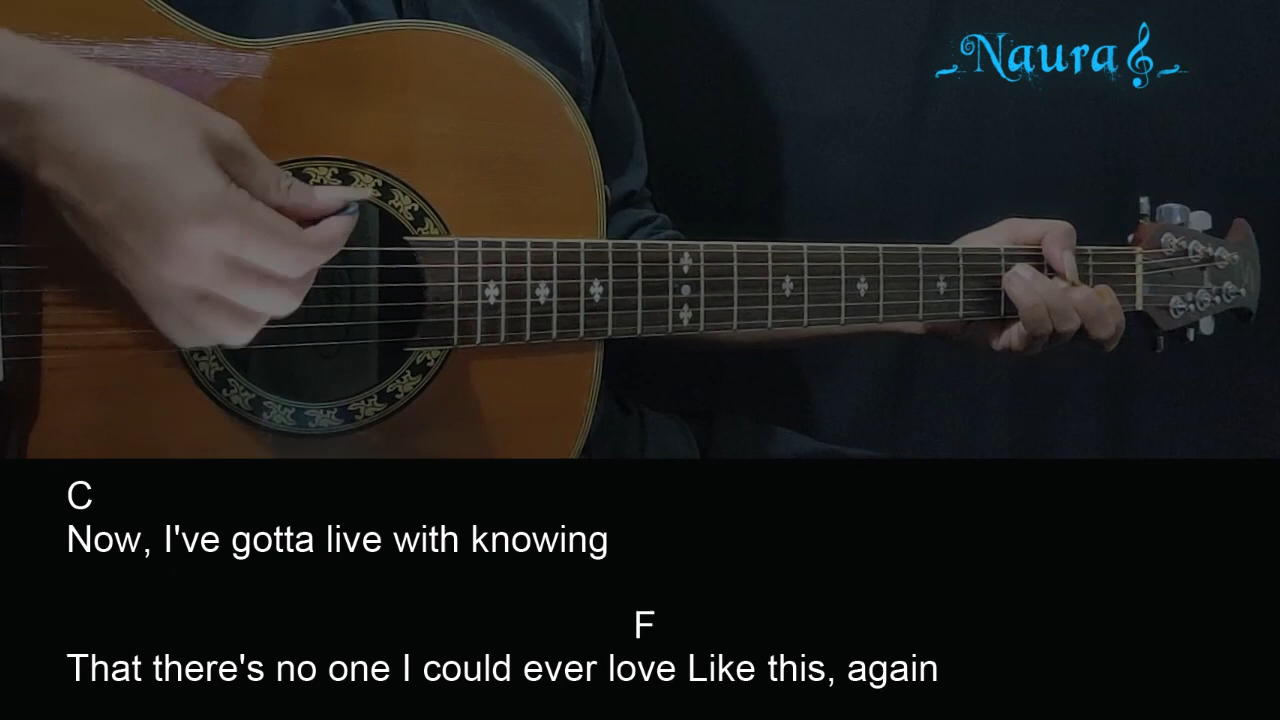 Naura
C
Now, I've gotta live with knowing
F
That there's no one I could ever love Like this, again